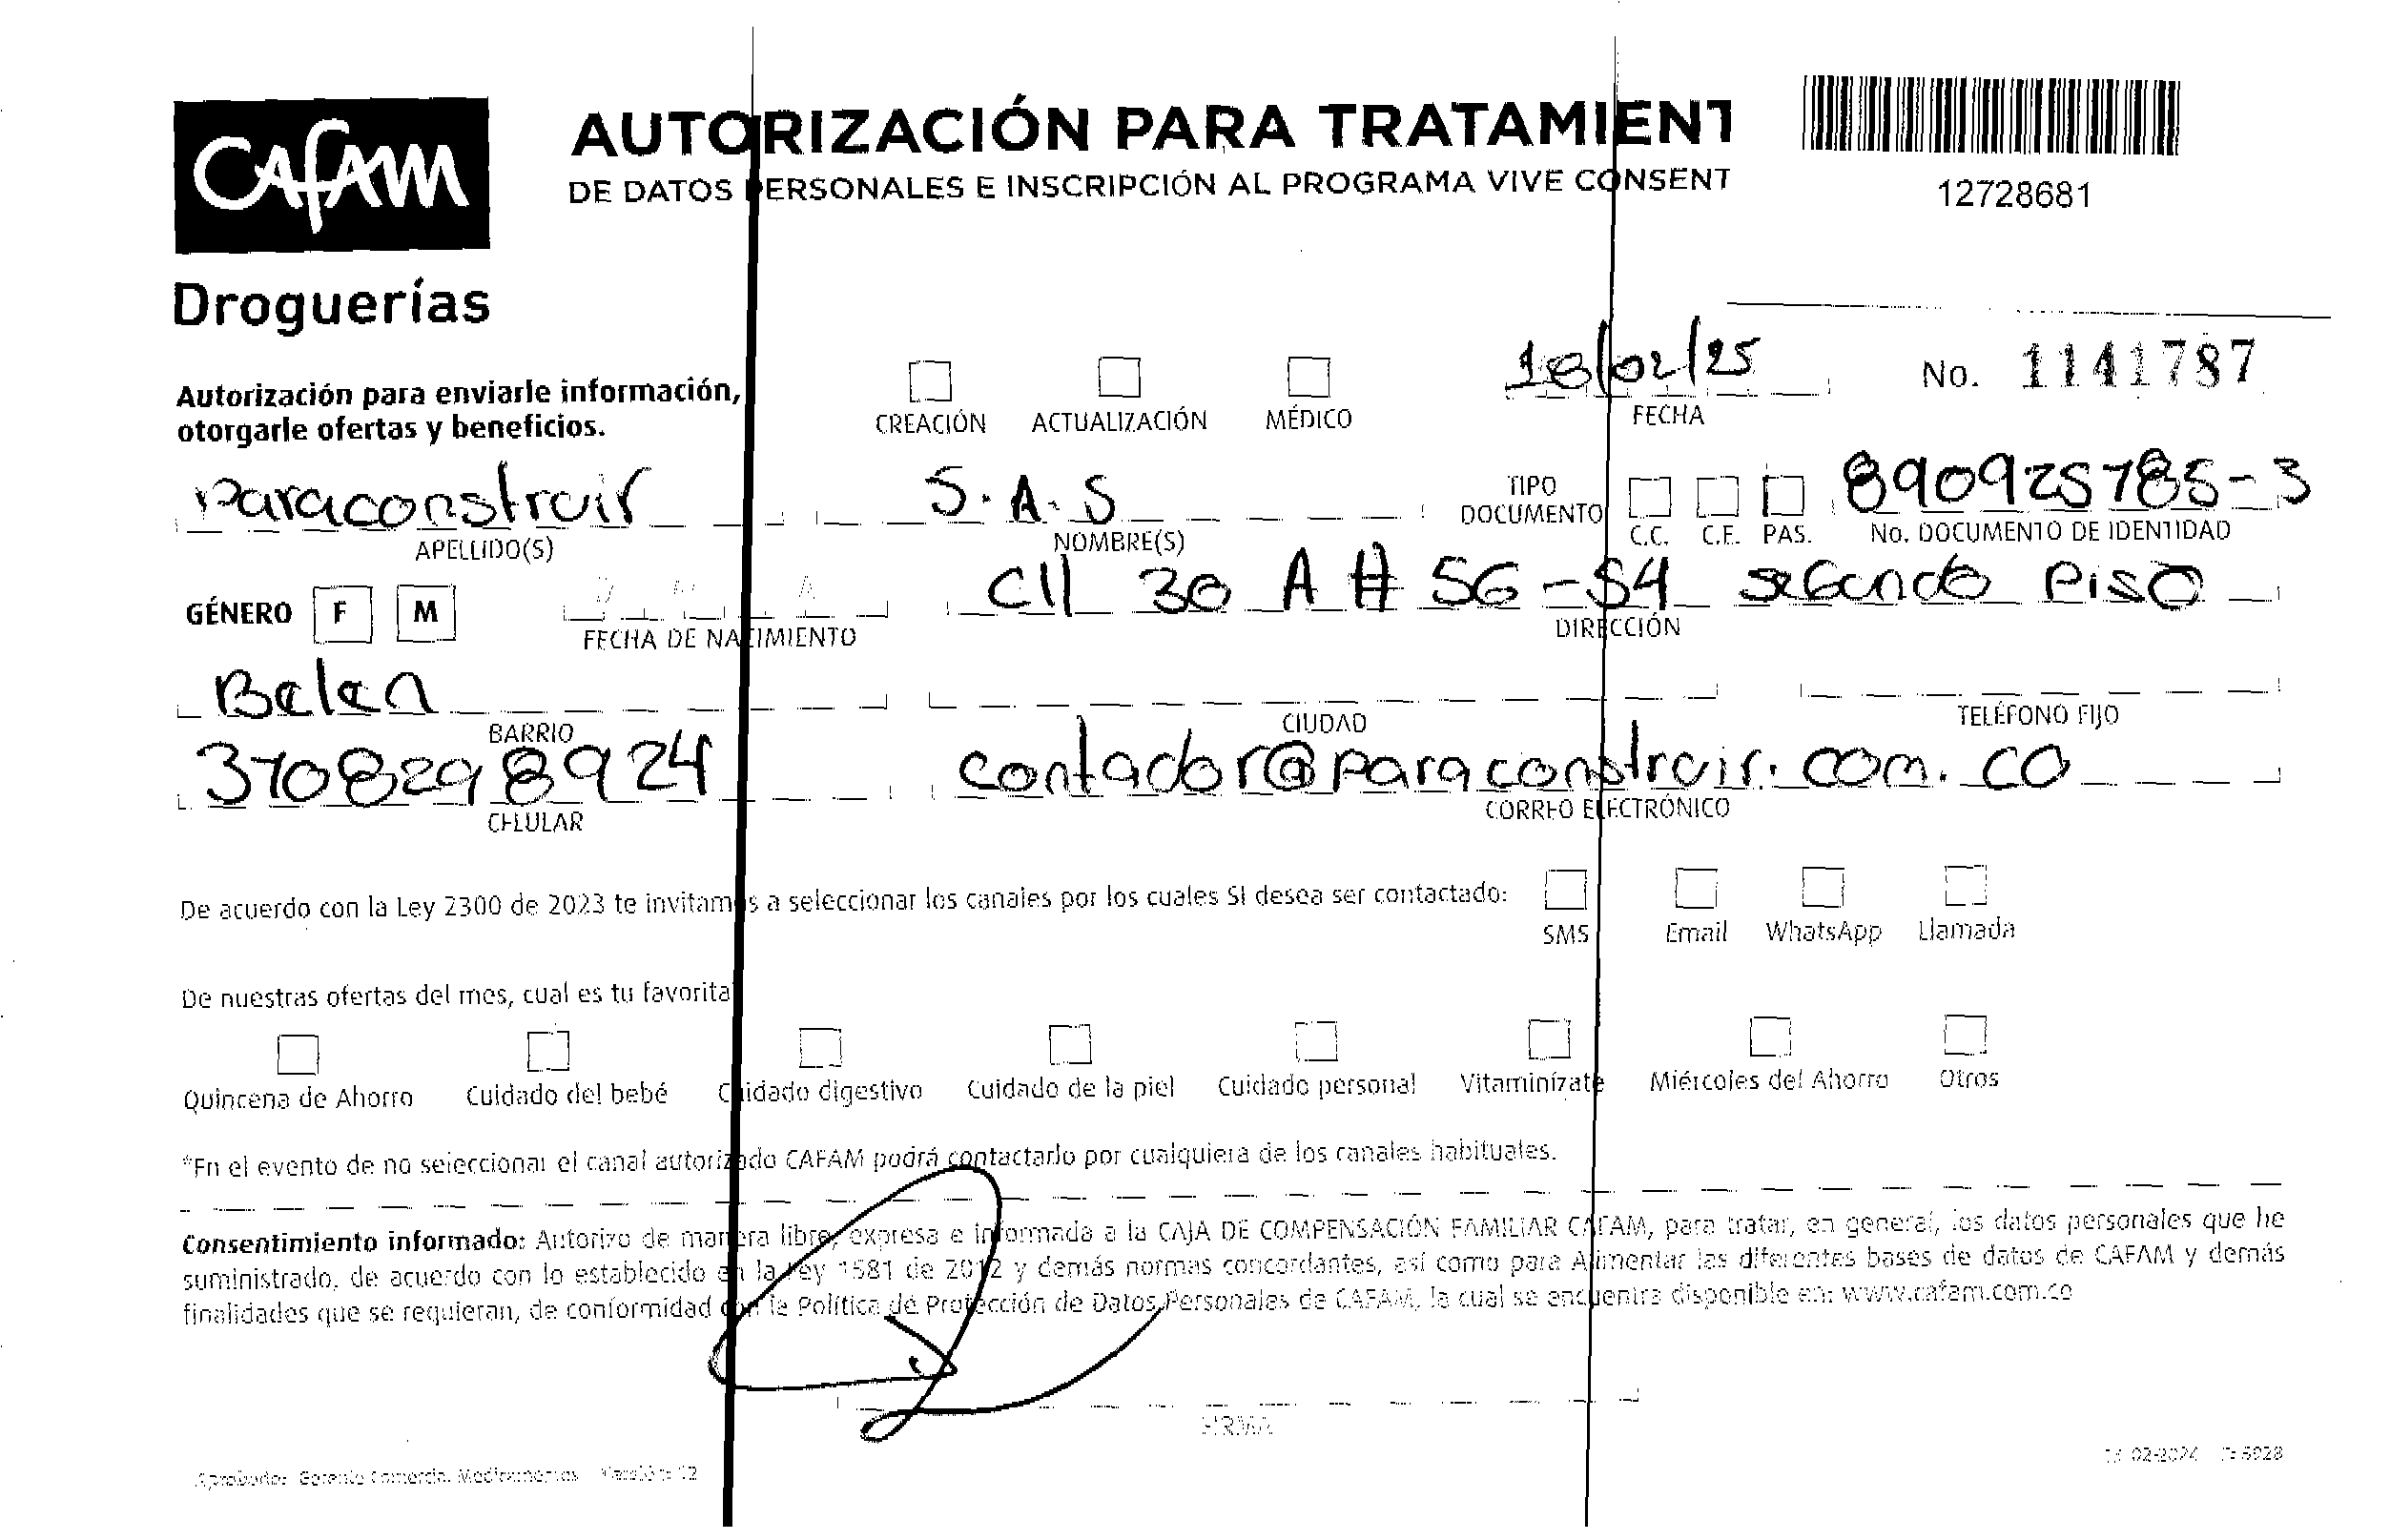 CAfAM
AUTORIZACIÓN PARA TRATAMIENT
DE DATOS PERSONALES E INSCRIPCIÓN AL PROGRAMA VIVE CONSENT
12728681
Droguerías
Autorización para enviarle información,
otorgarle ofertas y beneficios.
CREACIÓN ACTUALIZACIÓN MÉDICO
18/02/25
FECHA
No. 1141787
Paraconstruir S.A.S
APELLIDO(S) NOMBRE(S)
TIPO
DOCUMENTO
C.C. C.E. PAS.
890925785-3
No. DOCUMENTO DE IDENTIDAD
GÉNERO F M
D M A
FECHA DE NACIMIENTO
Cll 30 A # 56-54 segundo Piso
DIRECCIÓN
Belen
BARRIO CIUDAD TELÉFONO FIJO
3108298924 contador@paraconstruir.com.co
CELULAR CORREO ELECTRÓNICO
De acuerdo con la Ley 2300 de 2023 te invitamos a seleccionar los canales por los cuales SI desea ser contactado:
SMS Email WhatsApp Llamada
De nuestras ofertas del mes, cual es tu favorita
Quincena de Ahorro Cuidado del bebé Cuidado digestivo Cuidado de la piel Cuidado personal Vitaminízate Miércoles del Ahorro Otros
*En el evento de no seleccionar el canal autorizado CAFAM podrá contactarlo por cualquiera de los canales habituales.
Consentimiento informado: Autorizo de manera libre, expresa e informada a la CAJA DE COMPENSACIÓN FAMILIAR CAFAM, para tratar, en general, los datos personales que he
suministrado, de acuerdo con lo establecido en la Ley 1581 de 2012 y demás normas concordantes, así como para Alimentar las diferentes bases de datos de CAFAM y demás
finalidades que se requieran, de conformidad con la Política de Protección de Datos Personales de CAFAM, la cual se encuentra disponible en: www.cafam.com.co
FIRMA
Aprobado: Gerente Comercial Medicamentos Versión: 12
02-2024